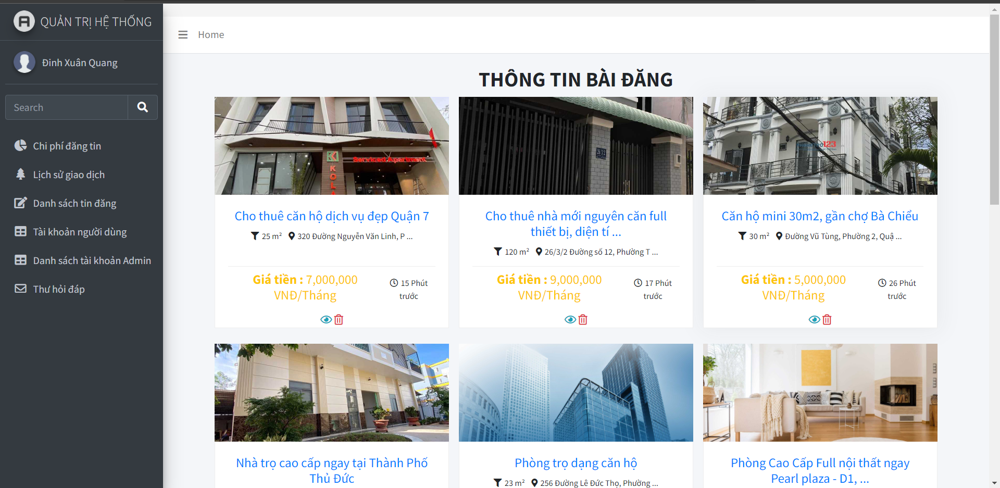 QUẢN TRỊ HỆ THỐNG
Đinh Xuân Quang
Search
Chi phí đăng tin
Lịch sử giao dịch
Danh sách tin đăng
Tài khoản người dùng
Danh sách tài khoản Admin
Thư hỏi đáp
Home
THÔNG TIN BÀI ĐĂNG
Serviced Apartment
K
KOL
Cho thuê căn hộ dịch vụ đẹp Quận 7
25 m²  320 Đường Nguyễn Văn Linh, P ...
Giá tiền : 7,000,000
VNĐ/Tháng
15 Phút
trước
26/3/2
Cho thuê nhà mới nguyên căn full
thiết bị, diện tí ...
120 m²  26/3/2 Đường số 12, Phường T ...
Giá tiền : 9,000,000
VNĐ/Tháng
17 Phút
trước
123
Căn hộ mini 30m2, gần chợ Bà Chiểu
30 m²  Đường Vũ Tùng, Phường 2, Quậ ...
Giá tiền : 5,000,000
VNĐ/Tháng
26 Phút
trước
Nhà trọ cao cấp ngay tại Thành Phố
Thủ Đức
Phòng trọ dạng căn hộ
23 m²  256 Đường Lê Đức Thọ, Phường ...
Phòng Cao Cấp Full nội thất ngay
Pearl plaza - D1, ...